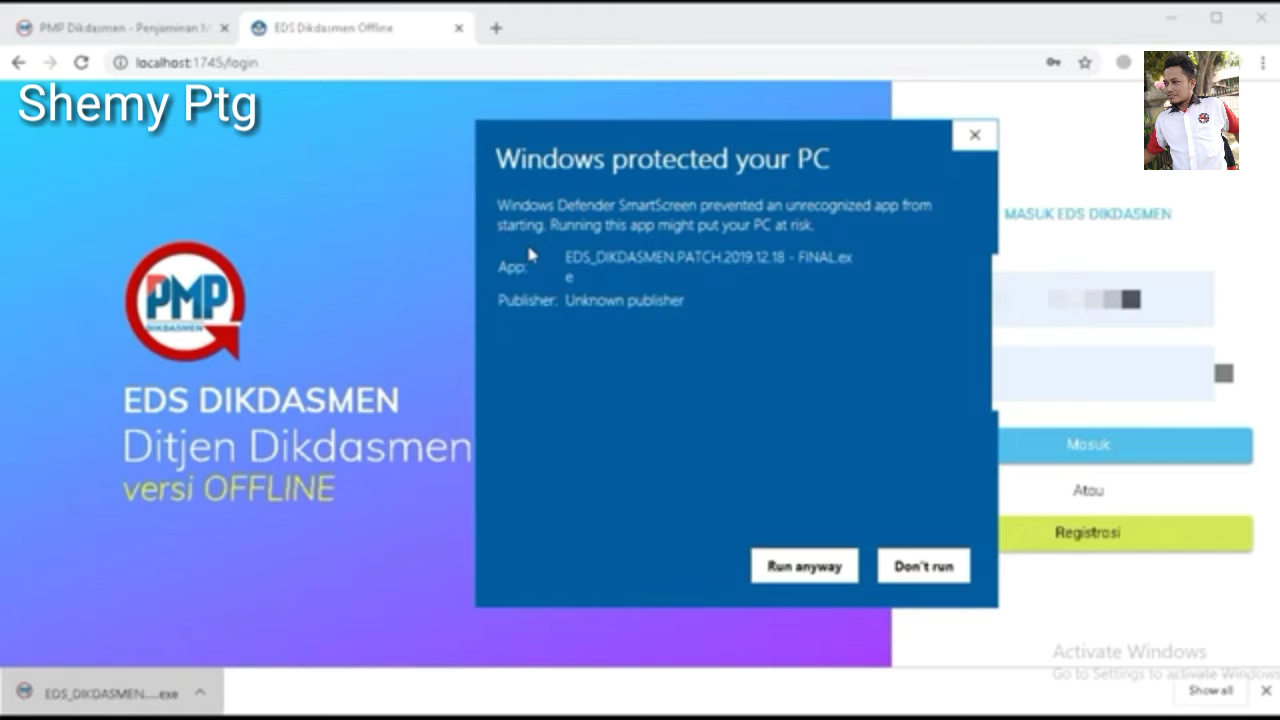 PMP Dikdasmen - Penjaminan M
EDS Dikdasmen Offline
localhost:1745/login
Shemy Ptg
Windows protected your PC
Windows Defender SmartScreen prevented an unrecognized app from
starting. Running this app might put your PC at risk.
App: EDS_DIKDASMEN.PATCH.2019.12.18 - FINAL.ex
e
Publisher: Unknown publisher
Run anyway
Don't run
MASUK EDS DIKDASMEN
Masuk
Atau
Registrasi
PMP
DIKDASMEN
EDS DIKDASMEN
Ditjen Dikdasmen
versi OFFLINE
Activate Windows
Go to Settings to activate Windows
EDS_DIKDASMEN....exe
Show all